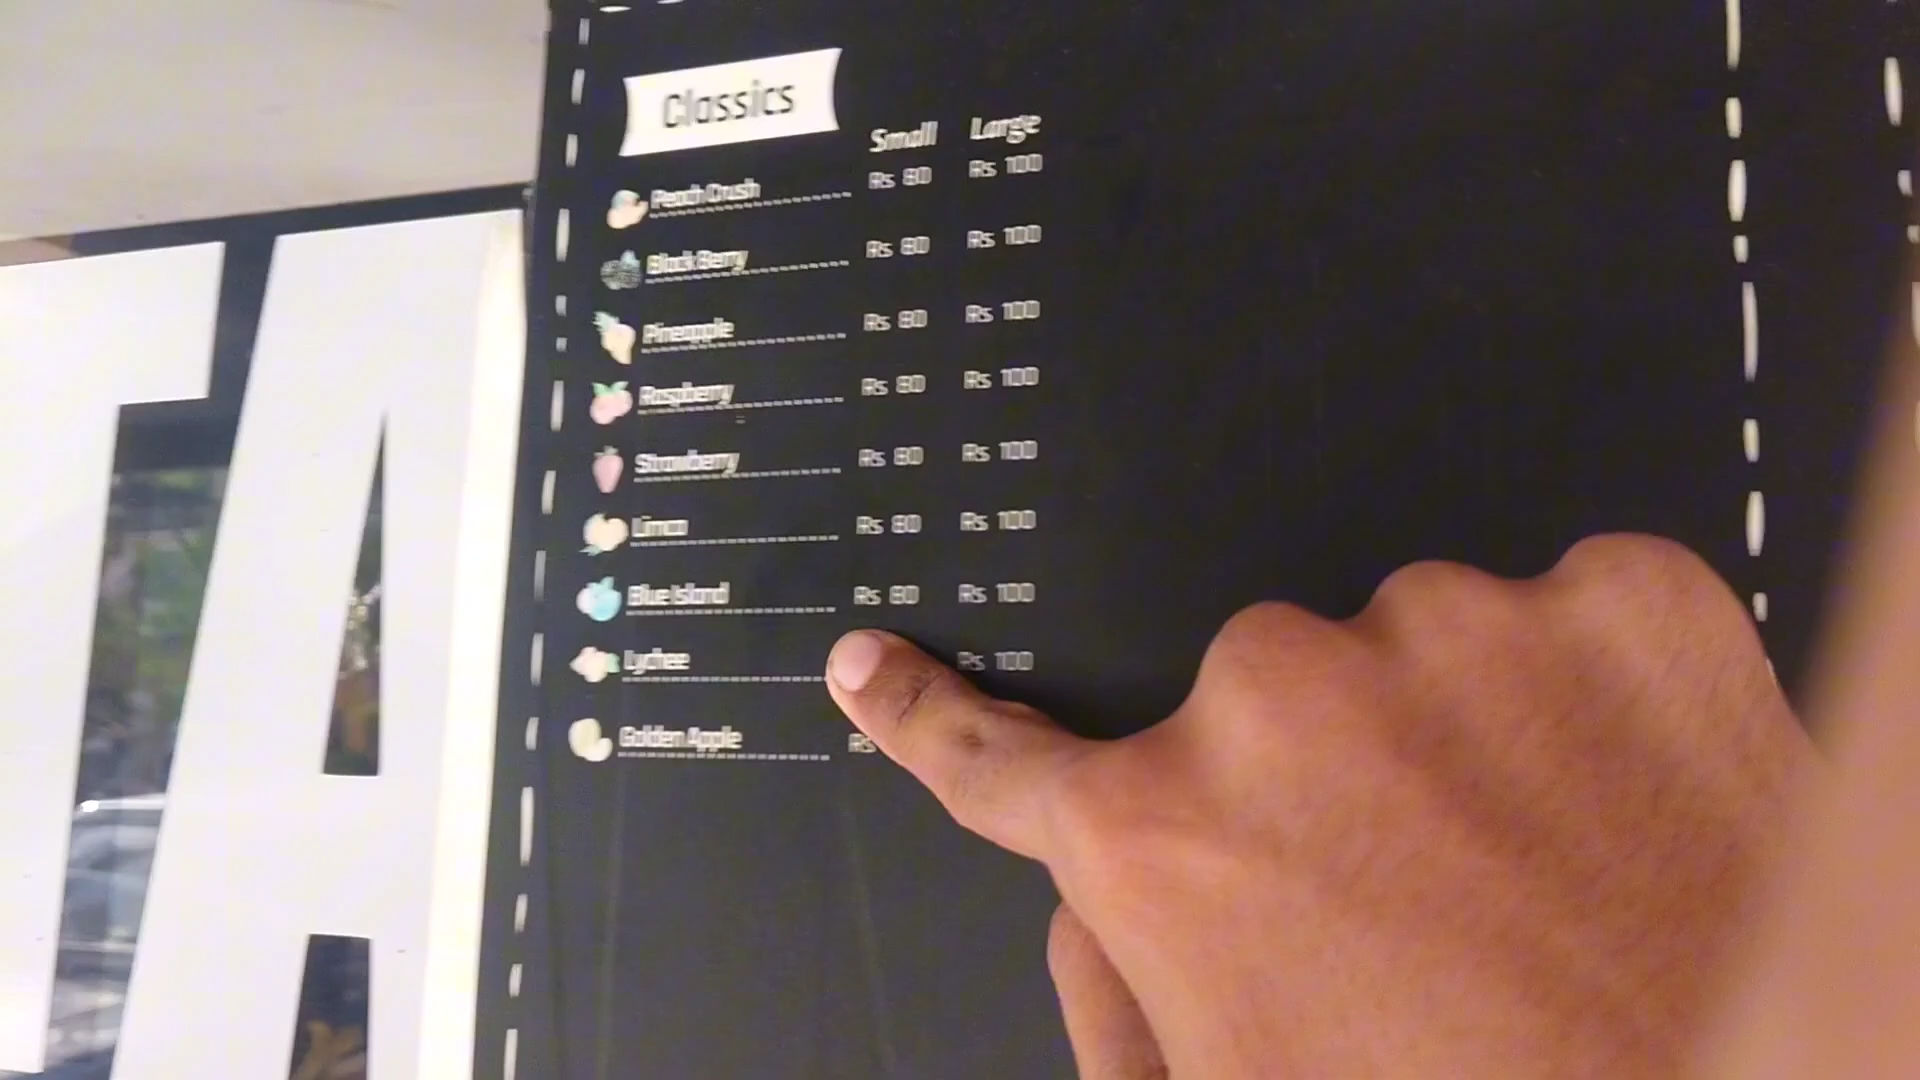 TA
Classics
Small Large
Peach Crush Rs 80 Rs 100
Black Berry Rs 80 Rs 100
Pineapple Rs 80 Rs 100
Raspberry Rs 80 Rs 100
Strawberry Rs 80 Rs 100
Limca Rs 80 Rs 100
Blue Island Rs 80 Rs 100
Lychee Rs 100
Golden Apple Rs